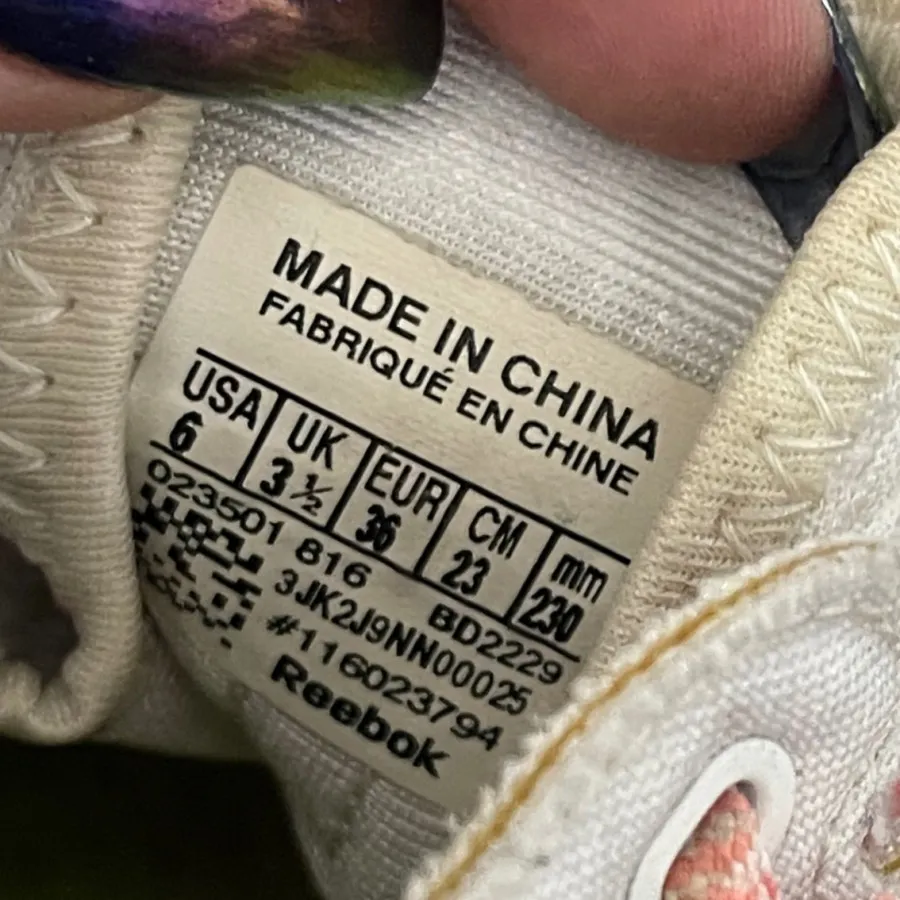 MADE IN CHINA
FABRIQUÉ EN CHINE
USA UK EUR CM mm
6 3 ½ 36 23 230
023501 816 BD2229
3JK2J9NN00025
#116023794
Reebok